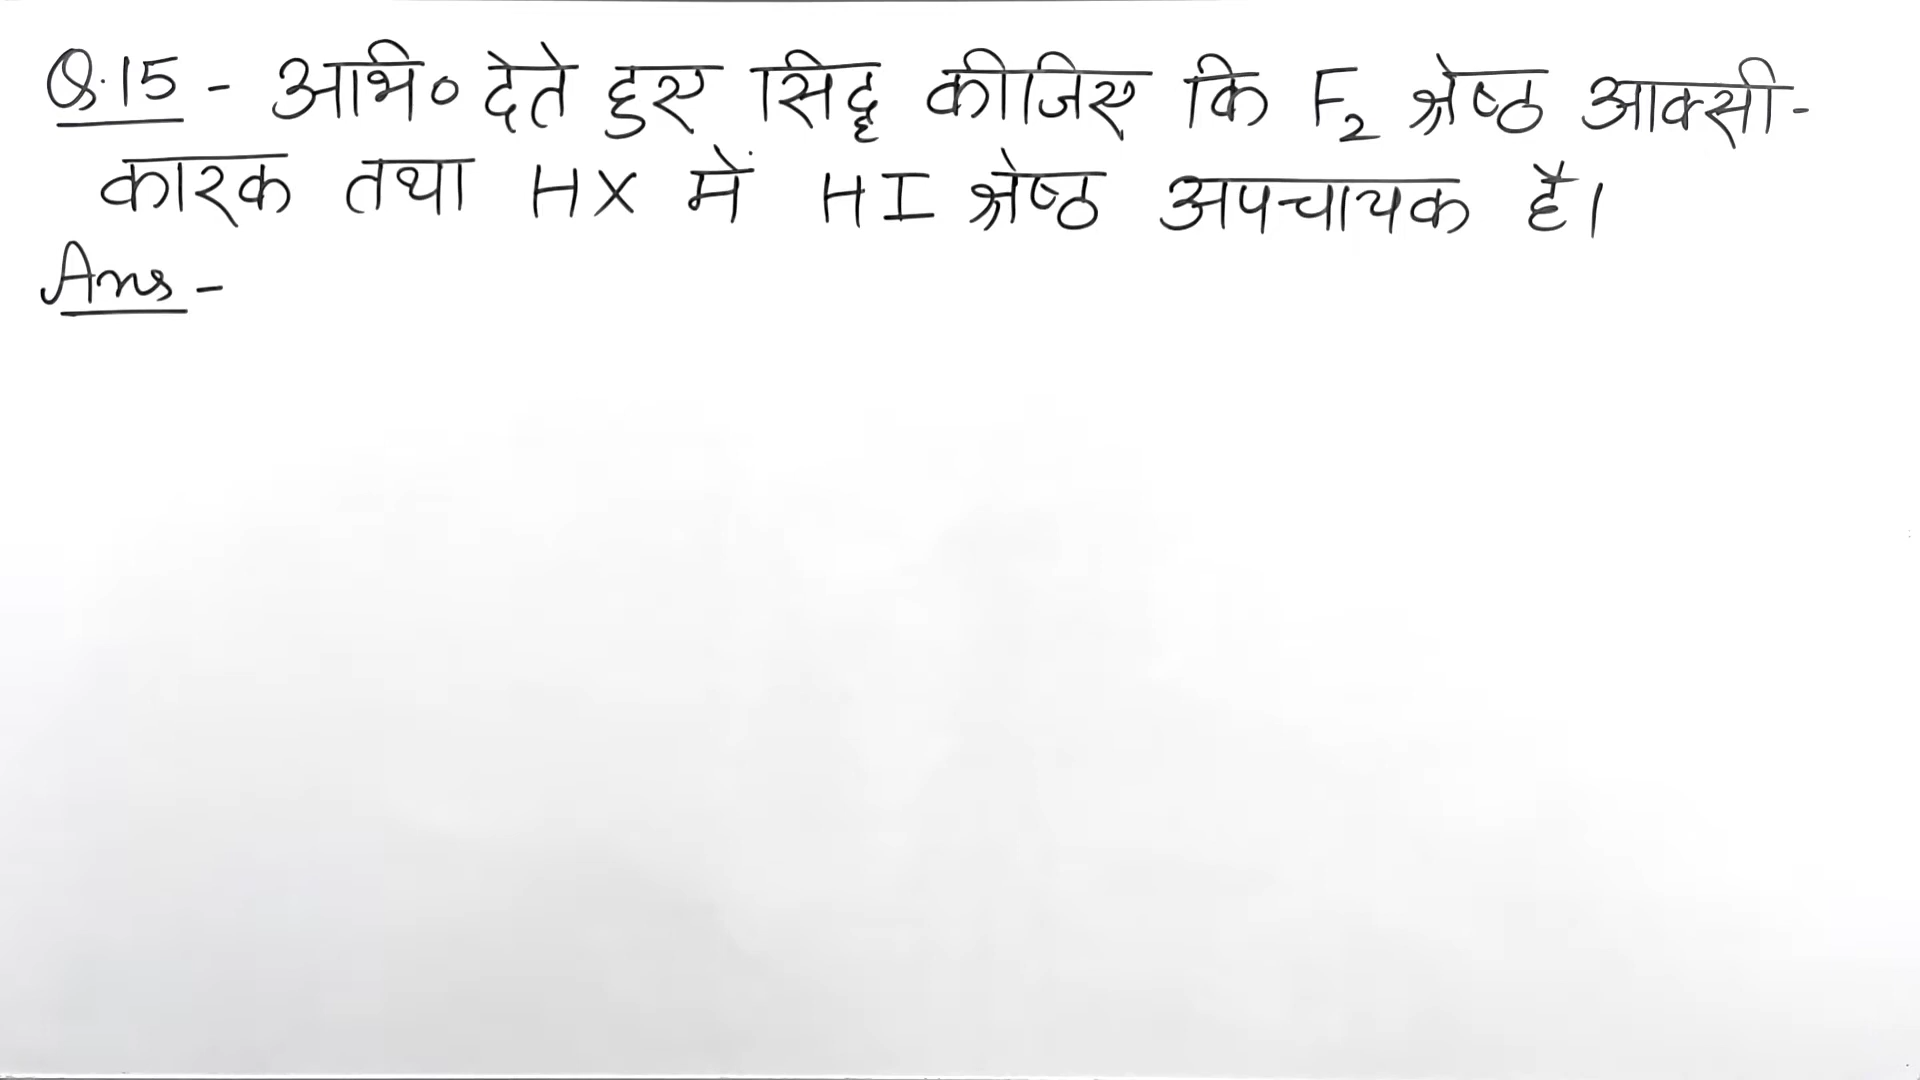 Q.15 - अभि० देते हुए सिद्ध कीजिए कि F₂ श्रेष्ठ आक्सी-
कारक तथा HX में HI श्रेष्ठ अपचायक है।
Ans -